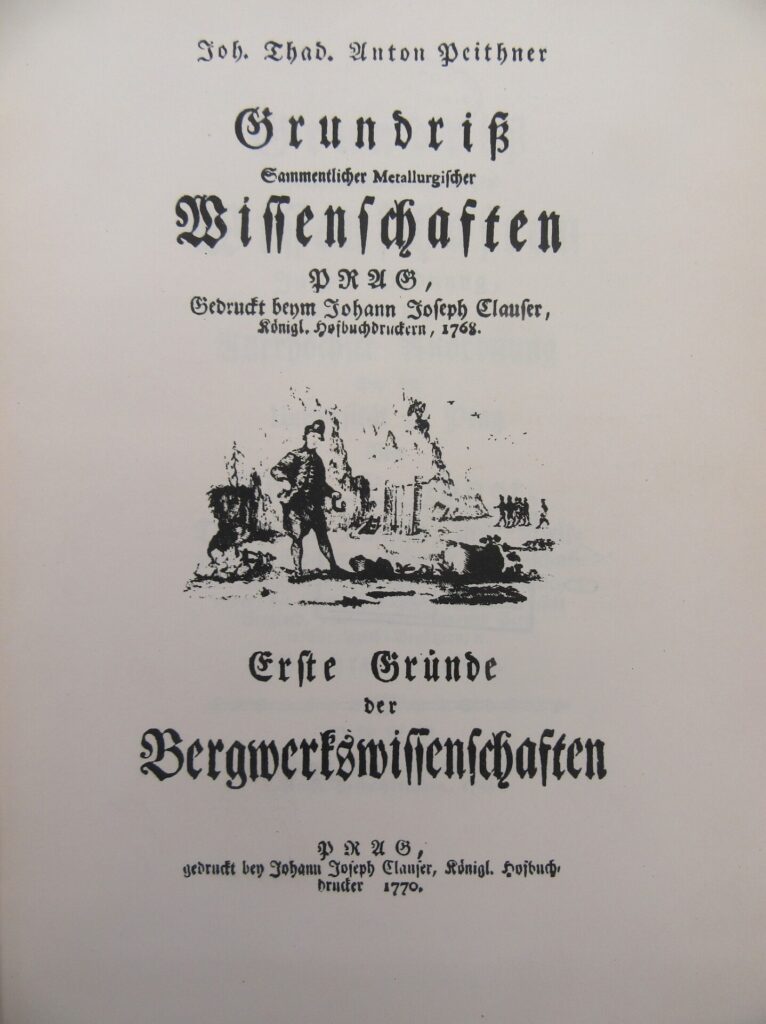 Joh. Thad. Anton Peithner
Grundriß
Sammentlicher Metallurgiſcher
Wiſſenſchaften
PRAG,
Gedruckt beym Johann Joſeph Clauſer,
Königl. Hofbuchdruckern, 1768.
Erſte Gründe
der
Bergwerkswiſſenſchaften
PRAG,
gedruckt bey Johann Joſeph Clauſer, Königl. Hofbuch-
drucker 1770.